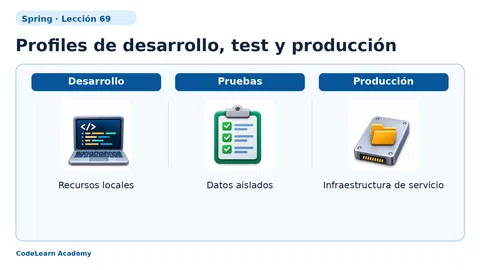 Spring · Lección 69
Profiles de desarrollo, test y producción
Desarrollo
Pruebas
Producción
</>
Recursos locales
Datos aislados
Infraestructura de servicio
CodeLearn Academy